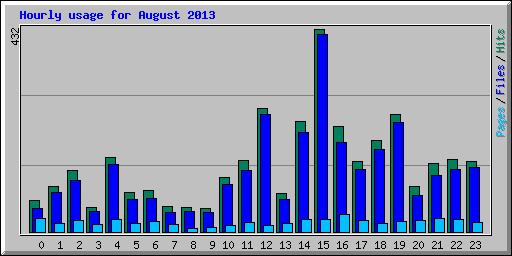 Hourly usage for August 2013
432
Pages / Files / Hits
0 1 2 3 4 5 6 7 8 9 10 11 12 13 14 15 16 17 18 19 20 21 22 23